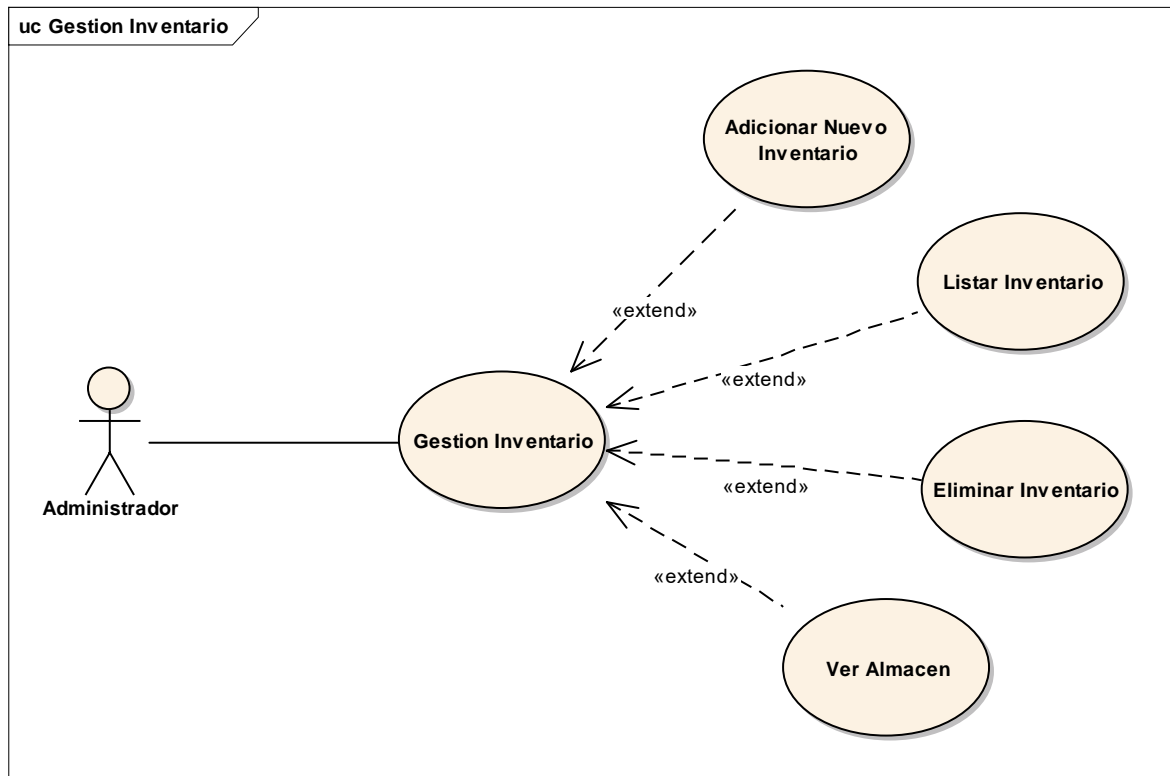 uc Gestion Inventario
Adicionar Nuevo
Inventario
Listar Inventario
«extend»
«extend»
Gestion Inventario
«extend»
Eliminar Inventario
Administrador
«extend»
Ver Almacen